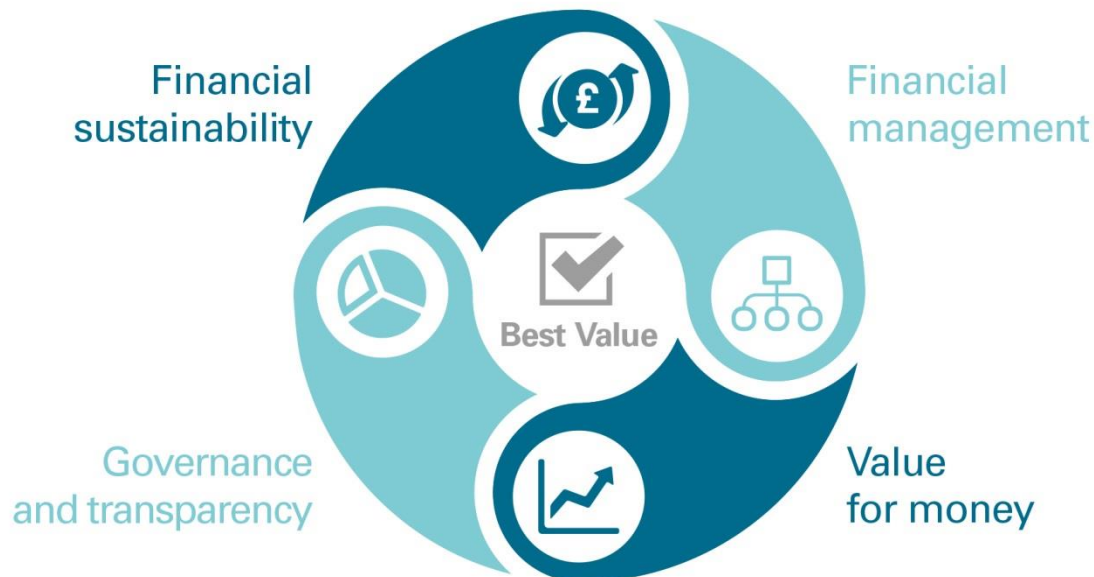 Financial
sustainability
Financial
management
£
Best Value
Governance
and transparency
Value
for money